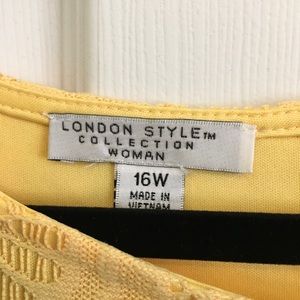 LONDON STYLE™
COLLECTION
WOMAN
16W
MADE IN
VIETNAM